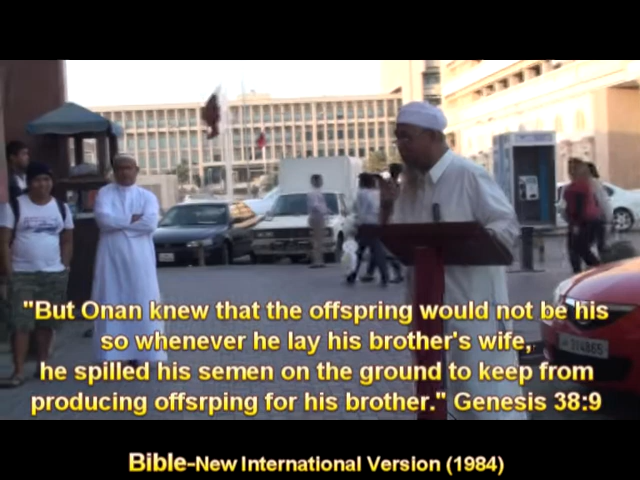 "But Onan knew that the offspring would not be his
so whenever he lay his brother's wife,
he spilled his semen on the ground to keep from
producing offsrping for his brother." Genesis 38:9
Bible-New International Version (1984)